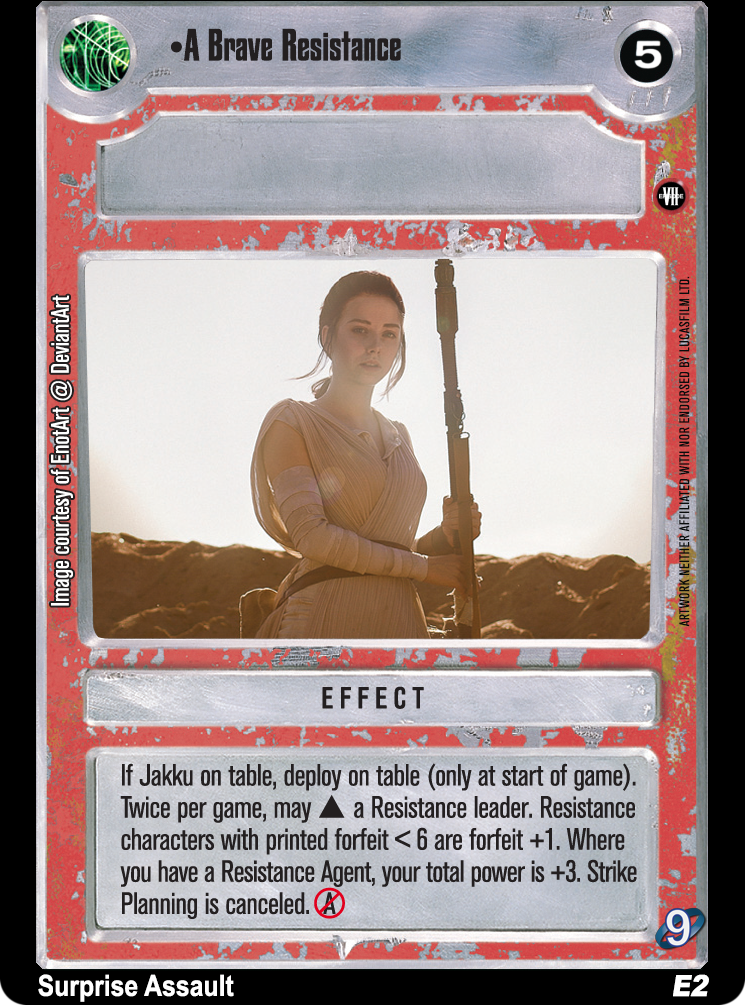 •A Brave Resistance
5
EPISODE VII
Image courtesy of EnotArt @ DeviantArt
ARTWORK NEITHER AFFILIATED WITH NOR ENDORSED BY LUCASFILM LTD.
EFFECT
If Jakku on table, deploy on table (only at start of game).
Twice per game, may ▲ a Resistance leader. Resistance
characters with printed forfeit < 6 are forfeit +1. Where
you have a Resistance Agent, your total power is +3. Strike
Planning is canceled. A
9
Surprise Assault
E2